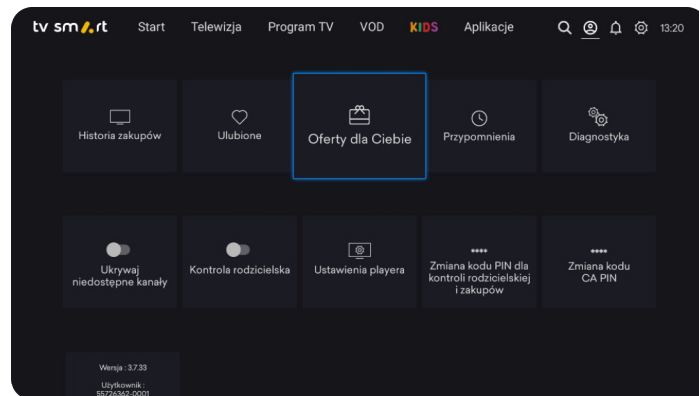 tv smart Start Telewizja Program TV VOD KIDS Aplikacje 13:20
Historia zakupów Ulubione Oferty dla Ciebie Przypomnienia Diagnostyka
Ukrywaj
niedostępne kanały
Kontrola rodzicielska
Ustawienia playera
****
Zmiana kodu PIN dla
kontroli rodzicielskiej
i zakupów
****
Zmiana kodu
CA PIN
Wersja : 3.7.33
Użytkownik :
55726362-0001